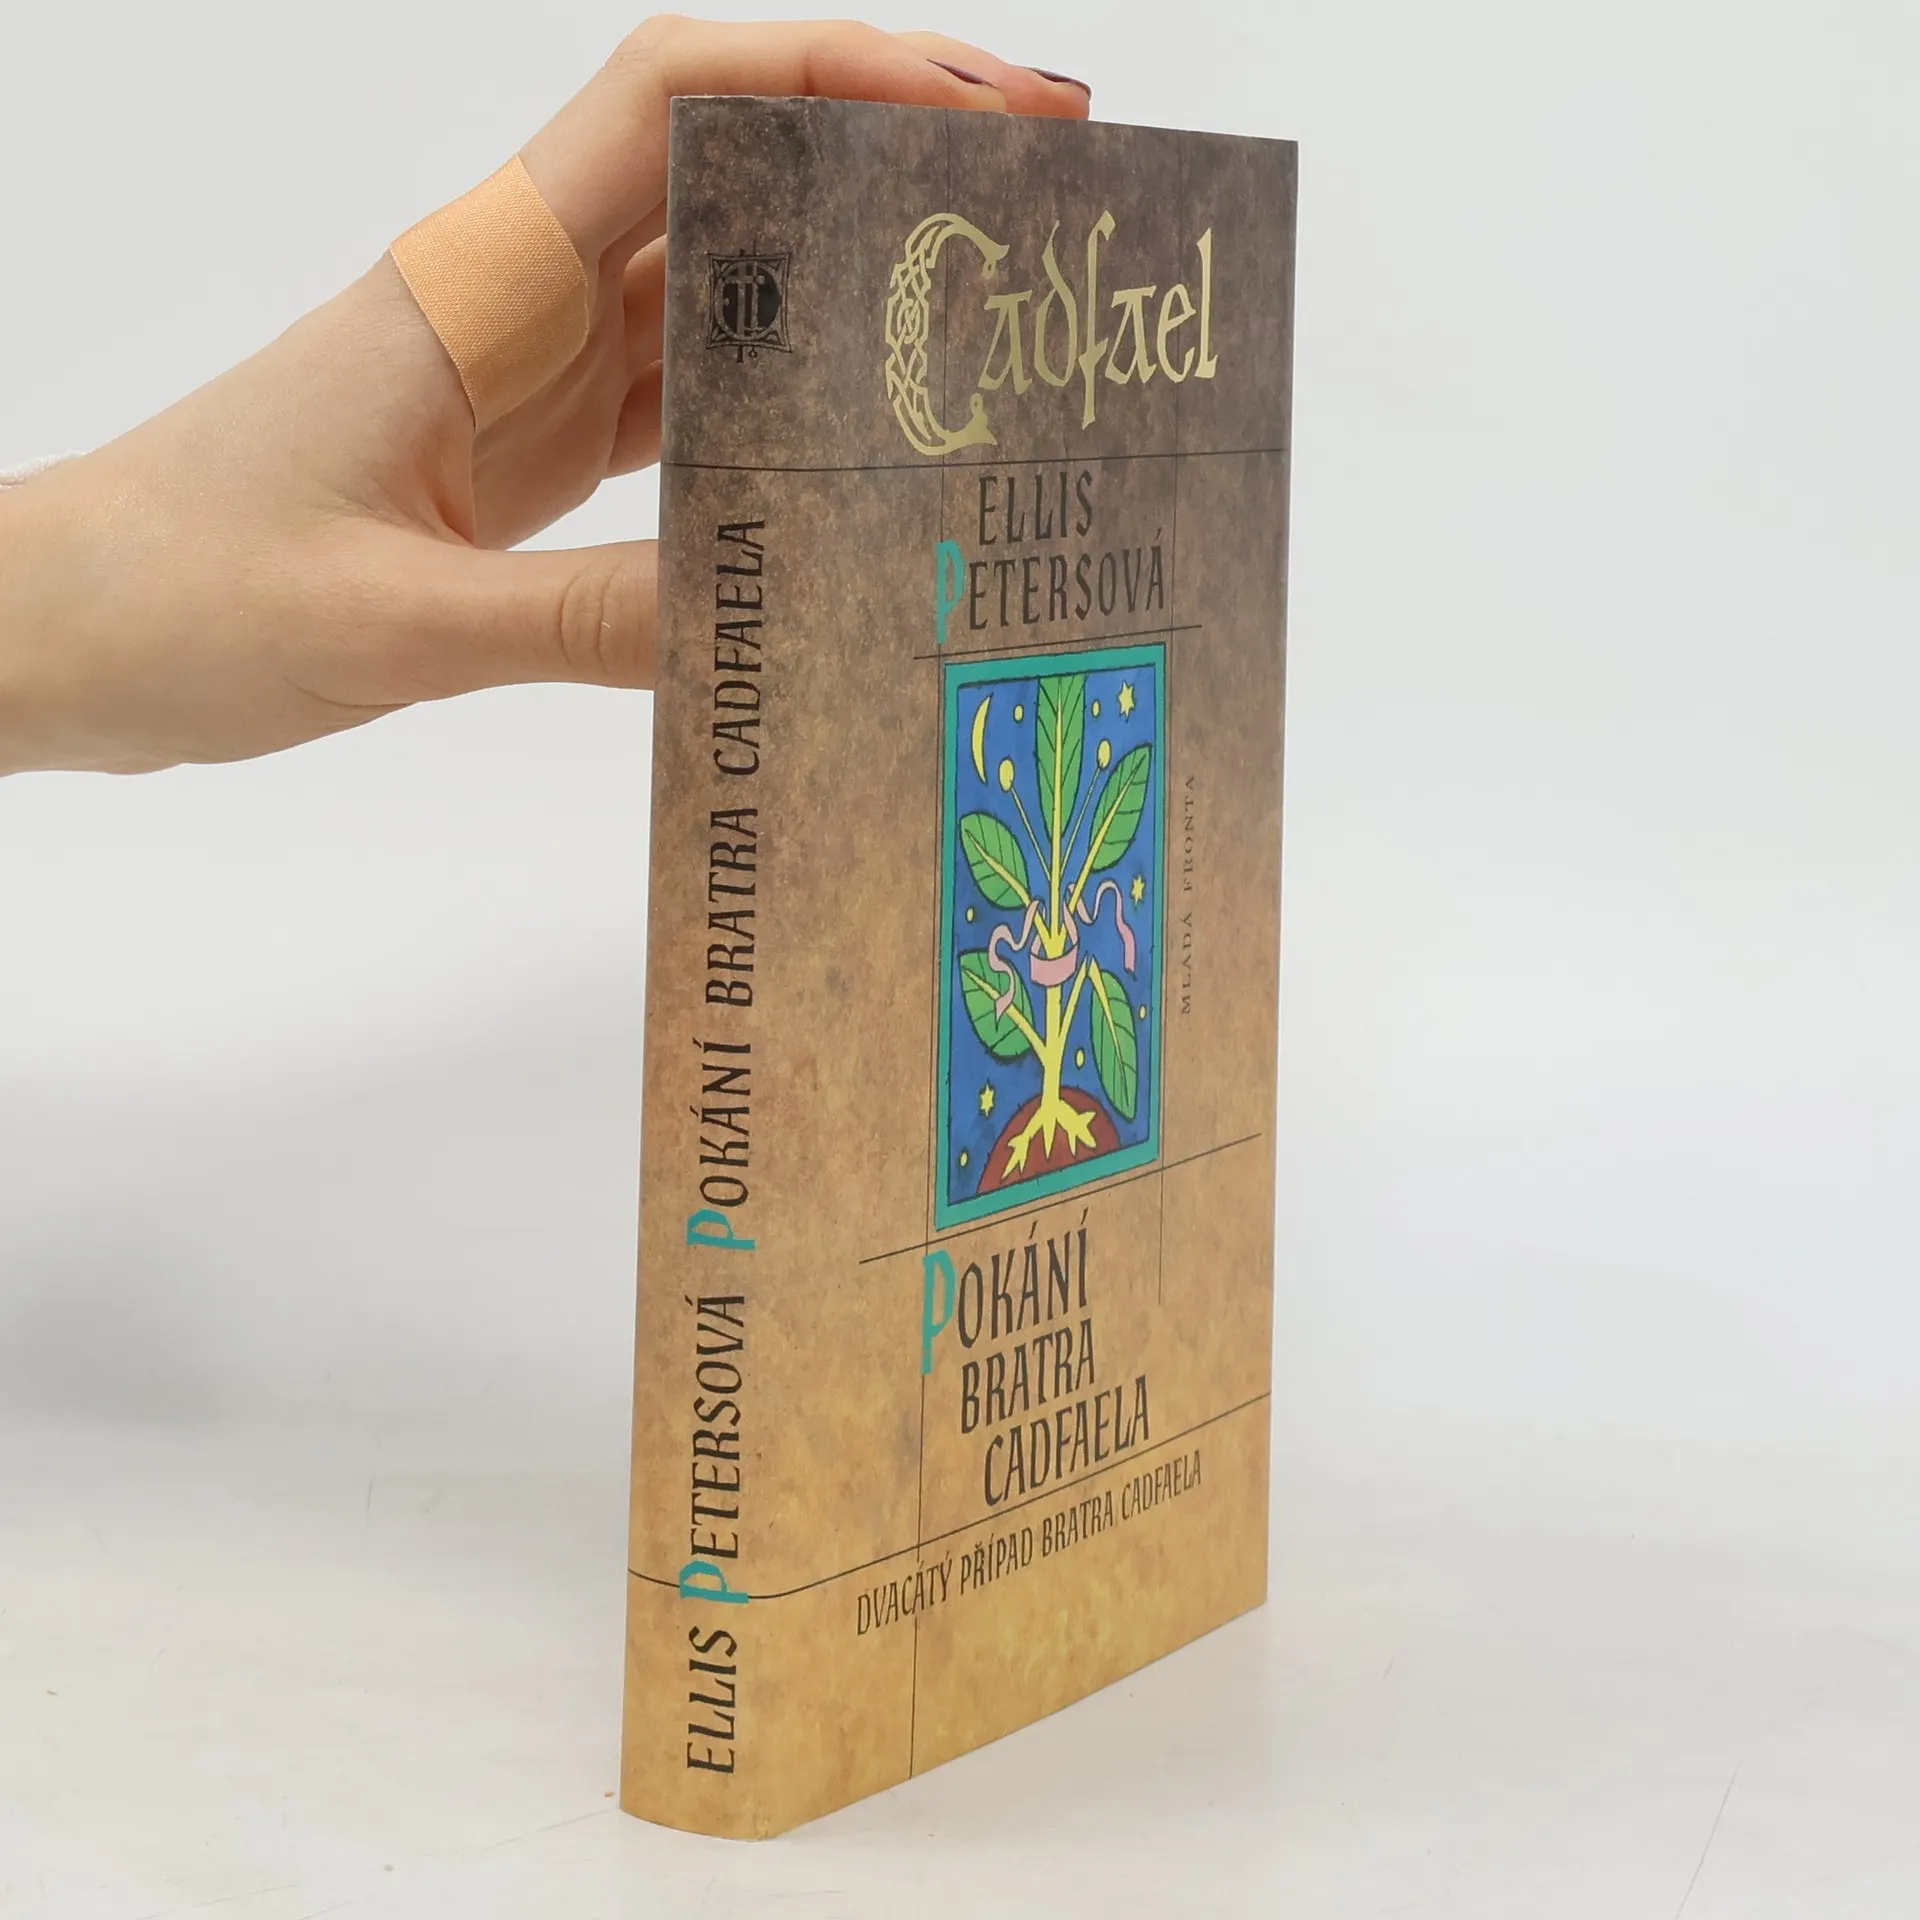 Cadfael
ELLIS
PETERSOVÁ
MLADÁ FRONTA
POKÁNÍ
BRATRA
CADFAELA
DVACÁTÝ PŘÍPAD BRATRA CADFAELA
ELLIS PETERSOVÁ POKÁNÍ BRATRA CADFAELA